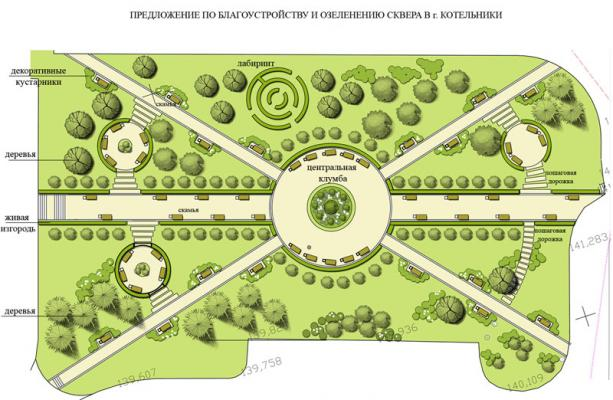 ПРЕДЛОЖЕНИЕ ПО БЛАГОУСТРОЙСТВУ И ОЗЕЛЕНЕНИЮ СКВЕРА В г. КОТЕЛЬНИКИ
лабиринт
декоративные
кустарники
скамья
деревья
центральная
клумба
пошаговая
дорожка
скамья
живая
изгородь
пошаговая
дорожка
141,283
деревья
139,607
139,758
140,109